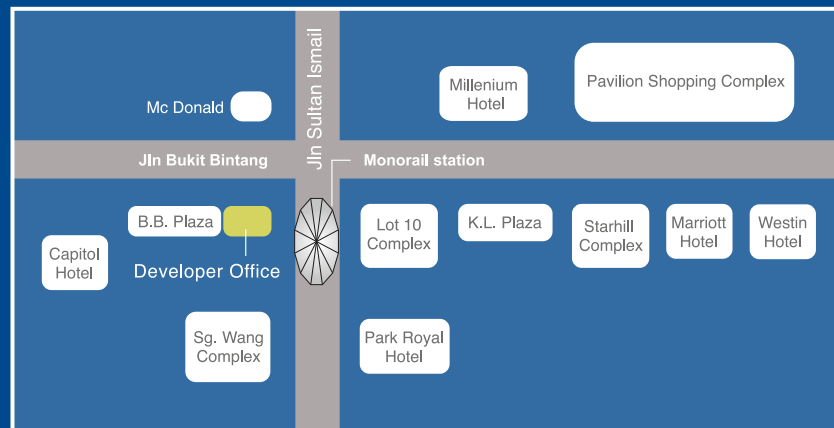 Jln Sultan Ismail
Millenium
Hotel
Pavilion Shopping Complex
Mc Donald
Jln Bukit Bintang
Monorail station
B.B. Plaza
Lot 10
Complex
K.L. Plaza
Starhill
Complex
Marriott
Hotel
Westin
Hotel
Capitol
Hotel
Developer Office
Sg. Wang
Complex
Park Royal
Hotel